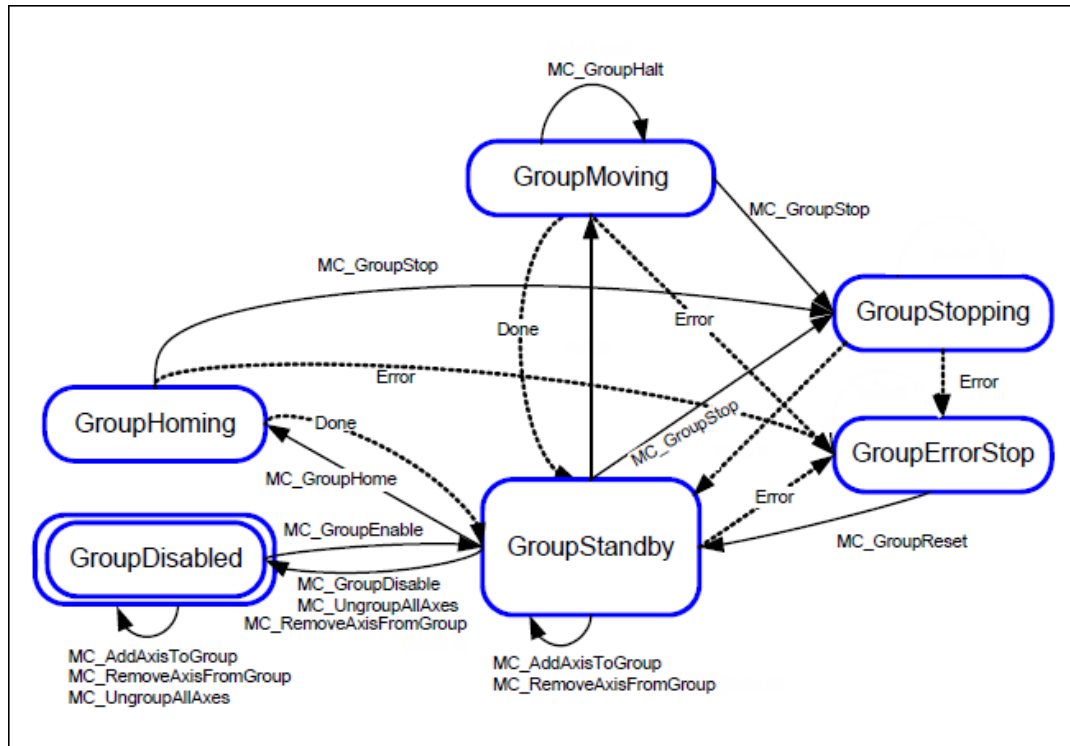 MC_GroupHalt
GroupMoving
MC_GroupStop
MC_GroupStop
GroupStopping
Done
Error
Error
Error
GroupHoming
Done
MC_GroupStop
GroupErrorStop
MC_GroupHome
Error
MC_GroupEnable
GroupStandby
MC_GroupReset
GroupDisabled
MC_GroupDisable
MC_UngroupAllAxes
MC_RemoveAxisFromGroup
MC_AddAxisToGroup
MC_RemoveAxisFromGroup
MC_UngroupAllAxes
MC_AddAxisToGroup
MC_RemoveAxisFromGroup